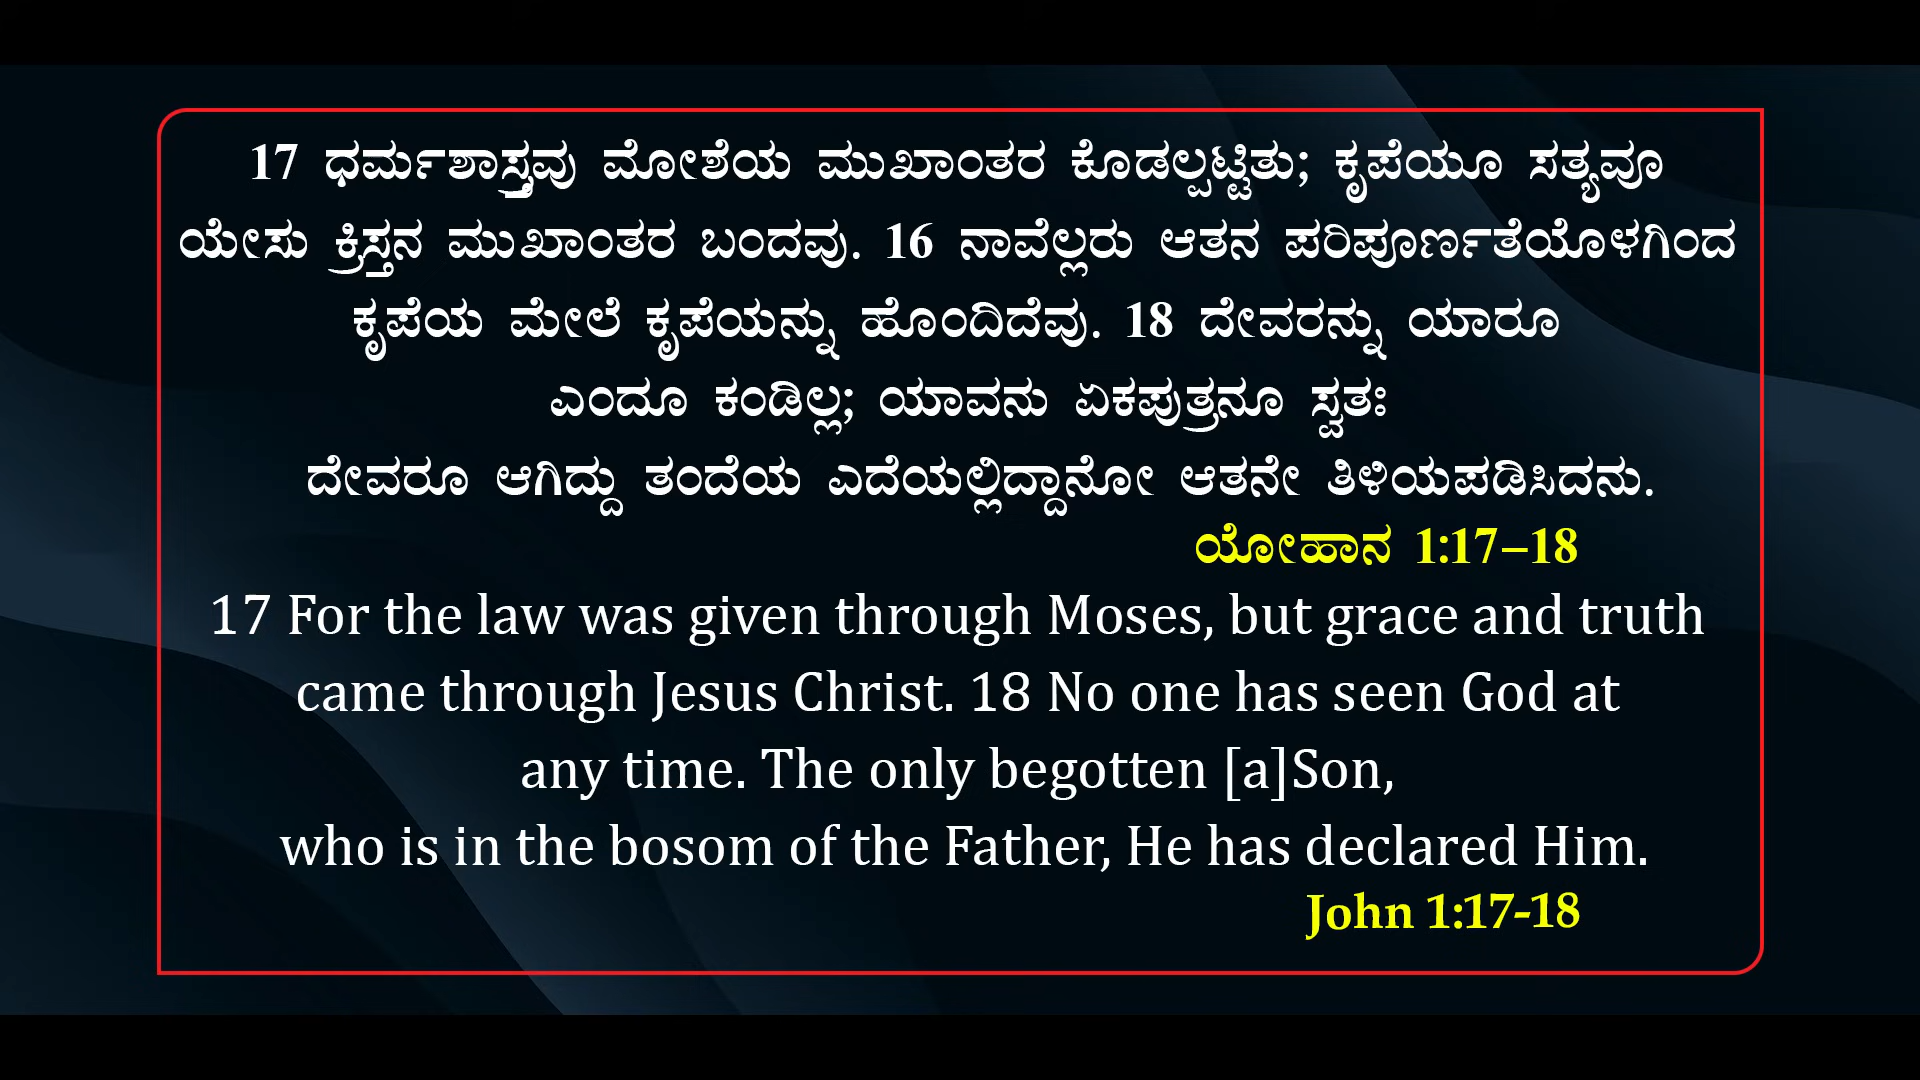 17 ಧರ್ಮಶಾಸ್ತ್ರವು ಮೋಶೆಯ ಮುಖಾಂತರ ಕೊಡಲ್ಪಟ್ಟಿತು; ಕೃಪೆಯೂ ಸತ್ಯವೂ
ಯೇಸು ಕ್ರಿಸ್ತನ ಮುಖಾಂತರ ಬಂದವು. 16 ನಾವೆಲ್ಲರು ಆತನ ಪರಿಪೂರ್ಣತೆಯೊಳಗಿಂದ
ಕೃಪೆಯ ಮೇಲೆ ಕೃಪೆಯನ್ನು ಹೊಂದಿದೆವು. 18 ದೇವರನ್ನು ಯಾರೂ
ಎಂದೂ ಕಂಡಿಲ್ಲ; ಯಾವನು ಏಕಪುತ್ರನೂ ಸ್ವತಃ
ದೇವರೂ ಆಗಿದ್ದು ತಂದೆಯ ಎದೆಯಲ್ಲಿದ್ದಾನೋ ಆತನೇ ತಿಳಿಯಪಡಿಸಿದನು.
ಯೋಹಾನ 1:17–18
17 For the law was given through Moses, but grace and truth
came through Jesus Christ. 18 No one has seen God at
any time. The only begotten [a]Son,
who is in the bosom of the Father, He has declared Him.
John 1:17-18